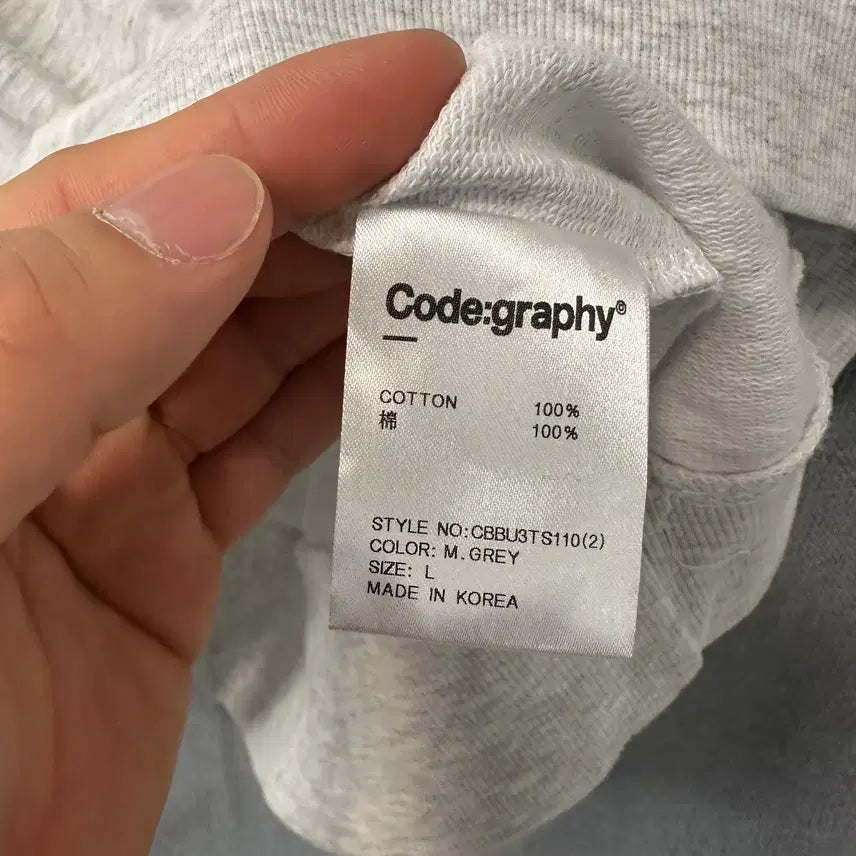 Code:graphy®
COTTON 100%
棉 100%
STYLE NO:CBBU3TS110(2)
COLOR: M.GREY
SIZE: L
MADE IN KOREA